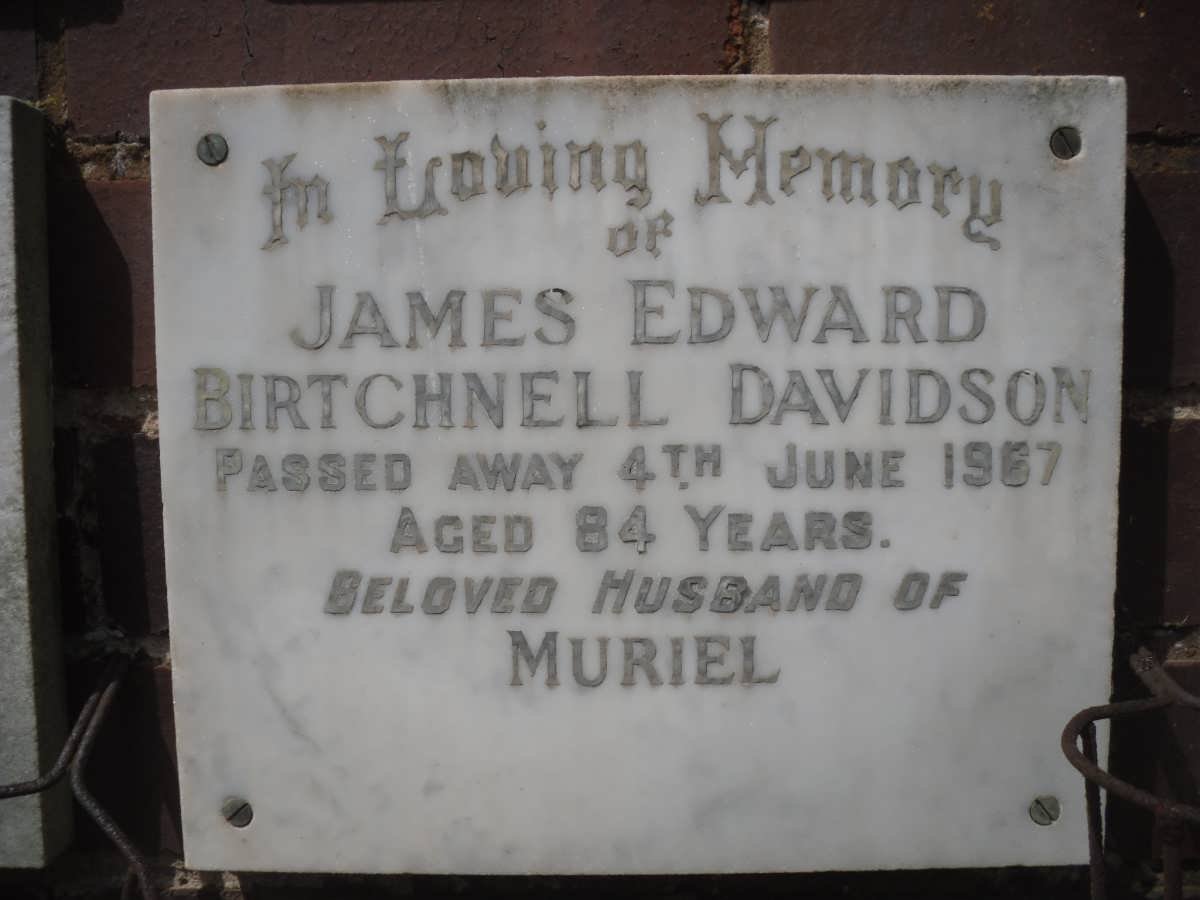 In Loving Memory
of
JAMES EDWARD
BIRTCHNELL DAVIDSON
PASSED AWAY 4TH JUNE 1967
AGED 84 YEARS.
BELOVED HUSBAND OF
MURIEL